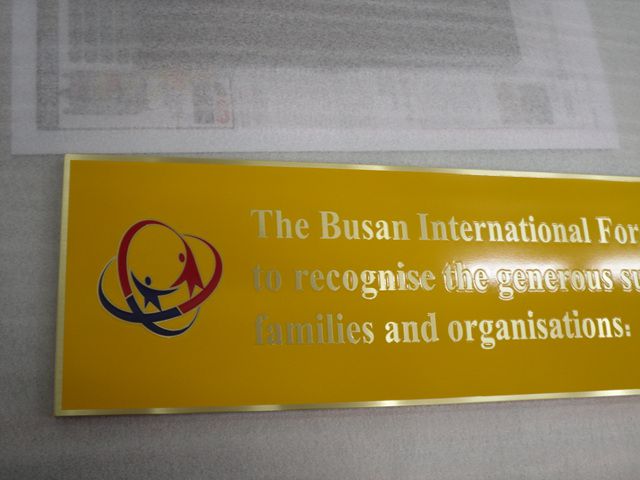 The Busan International For
to recognise the generous su
families and organisations: